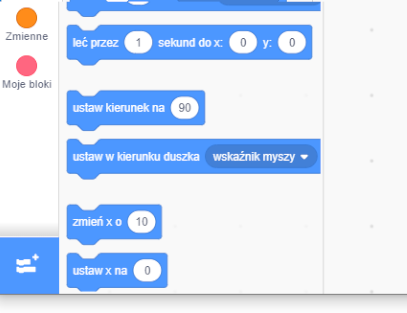 Zmienne
Moje bloki
leć przez 1 sekund do x: 0 y: 0
ustaw kierunek na 90
ustaw w kierunku duszka wskaźnik myszy
zmień x o 10
ustaw x na 0